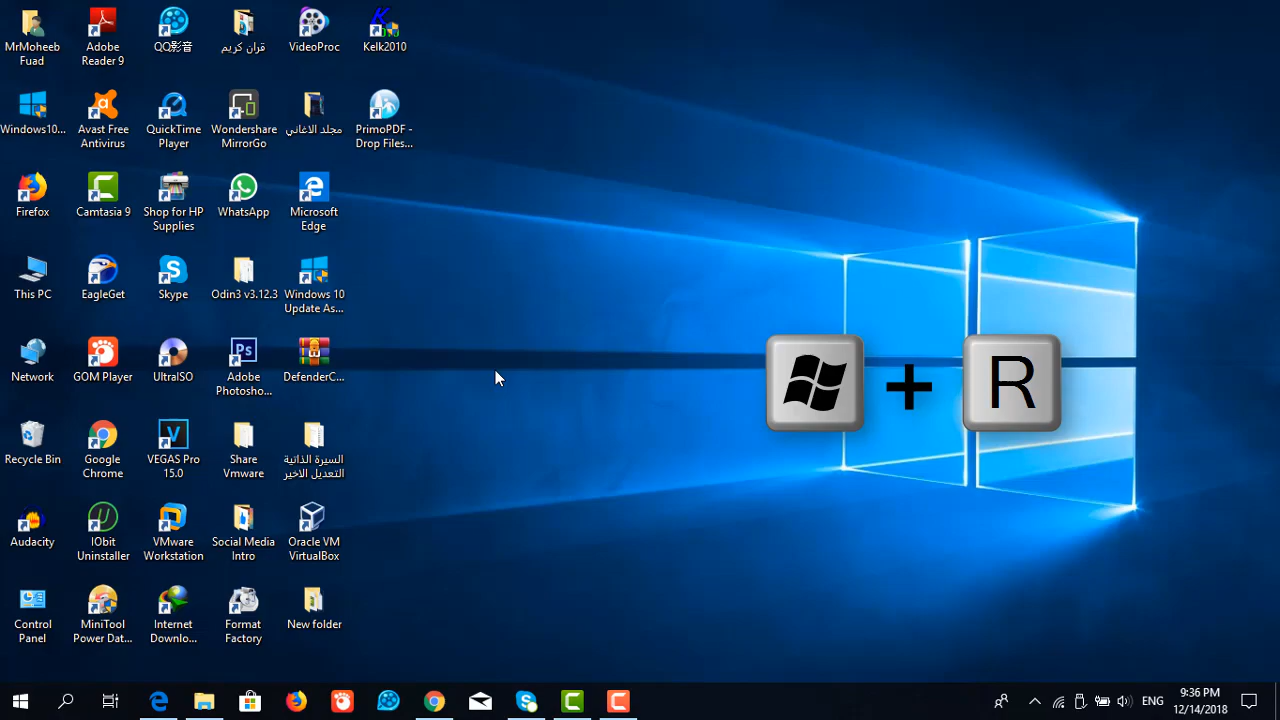 MrMoheeb
Fuad
Adobe
Reader 9
QQ影音
قران كريم
VideoProc
Kelk2010
Windows10...
Avast Free
Antivirus
QuickTime
Player
Wondershare
MirrorGo
مجلد الاغاني
PrimoPDF -
Drop Files...
Firefox
Camtasia 9
Shop for HP
Supplies
WhatsApp
Microsoft
Edge
This PC
EagleGet
Skype
Odin3 v3.12.3
Windows 10
Update As...
Network
GOM Player
UltraISO
Adobe
Photosho...
DefenderC...
Recycle Bin
Google
Chrome
VEGAS Pro
15.0
Share
Vmware
السيرة الذاتية
التعديل الاخير
Audacity
IObit
Uninstaller
VMware
Workstation
Social Media
Intro
Oracle VM
VirtualBox
Control
Panel
MiniTool
Power Dat...
Internet
Downlo...
Format
Factory
New folder
+ R
ENG
9:36 PM
12/14/2018